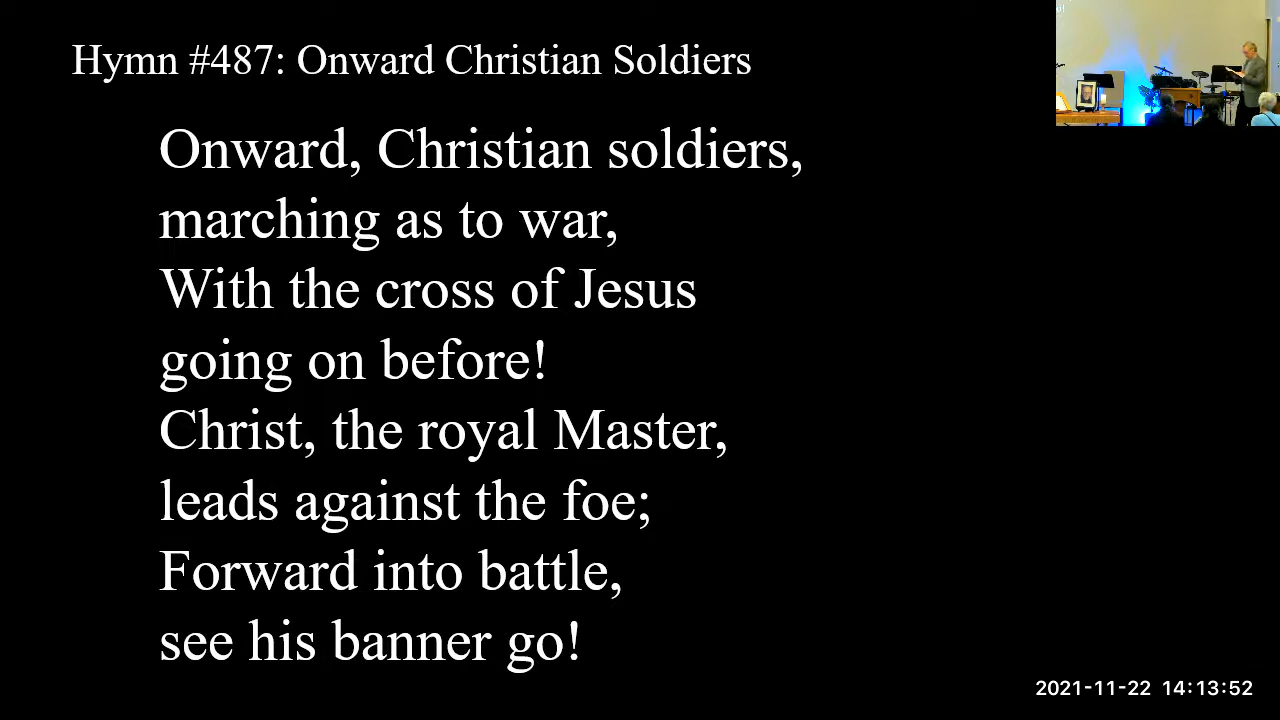 Hymn #487: Onward Christian Soldiers
Onward, Christian soldiers,
marching as to war,
With the cross of Jesus
going on before!
Christ, the royal Master,
leads against the foe;
Forward into battle,
see his banner go!
2021-11-22 14:13:52